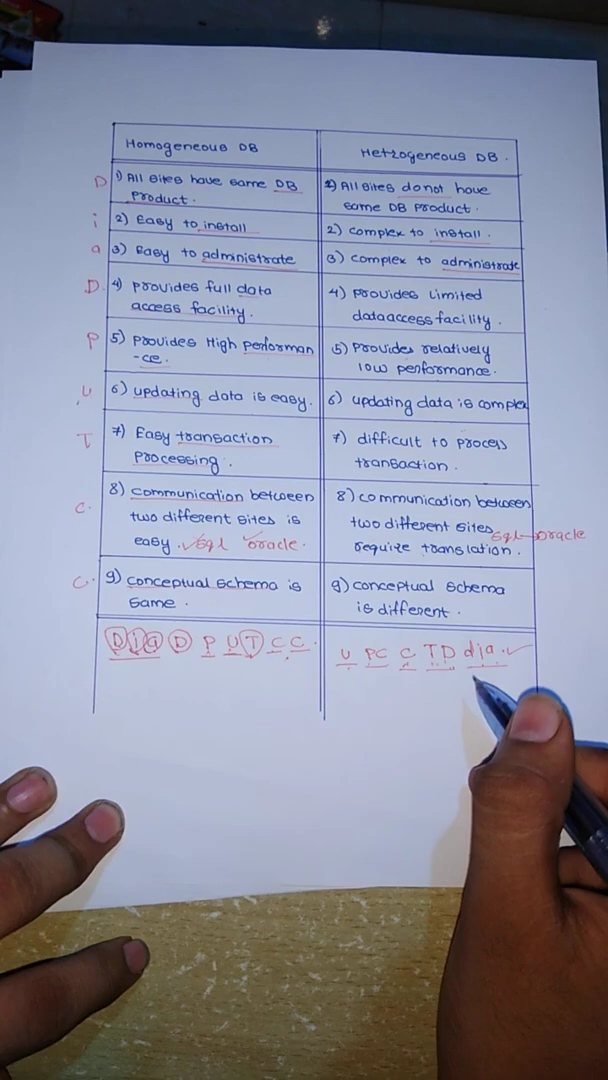 Homogeneous DB
Hetrogeneous DB.
D 1) All sites have same DB
product.
1) All sites donot have
same DB product.
i 2) Easy to install
2) complex to install.
a 3) Easy to administrate
3) complex to administrate
D. 4) provides full data
access facility.
4) provides Limited
dataaccess facility.
P 5) provides High performan
-ce.
5) Provides relatively
low performance.
U 6) updating data is easy.
6) updating data is complex
T 7) Easy transaction
processing.
7) difficult to process
transaction.
C. 8) communication between
two different sites is
easy. ✓sql ✓oracle.
8) communication between
two different sites sql→oracle
require translation.
C. 9) conceptual schema is
same.
9) conceptual schema
is different.
D i a D P U T C C.
U PC C TD dia. ✓